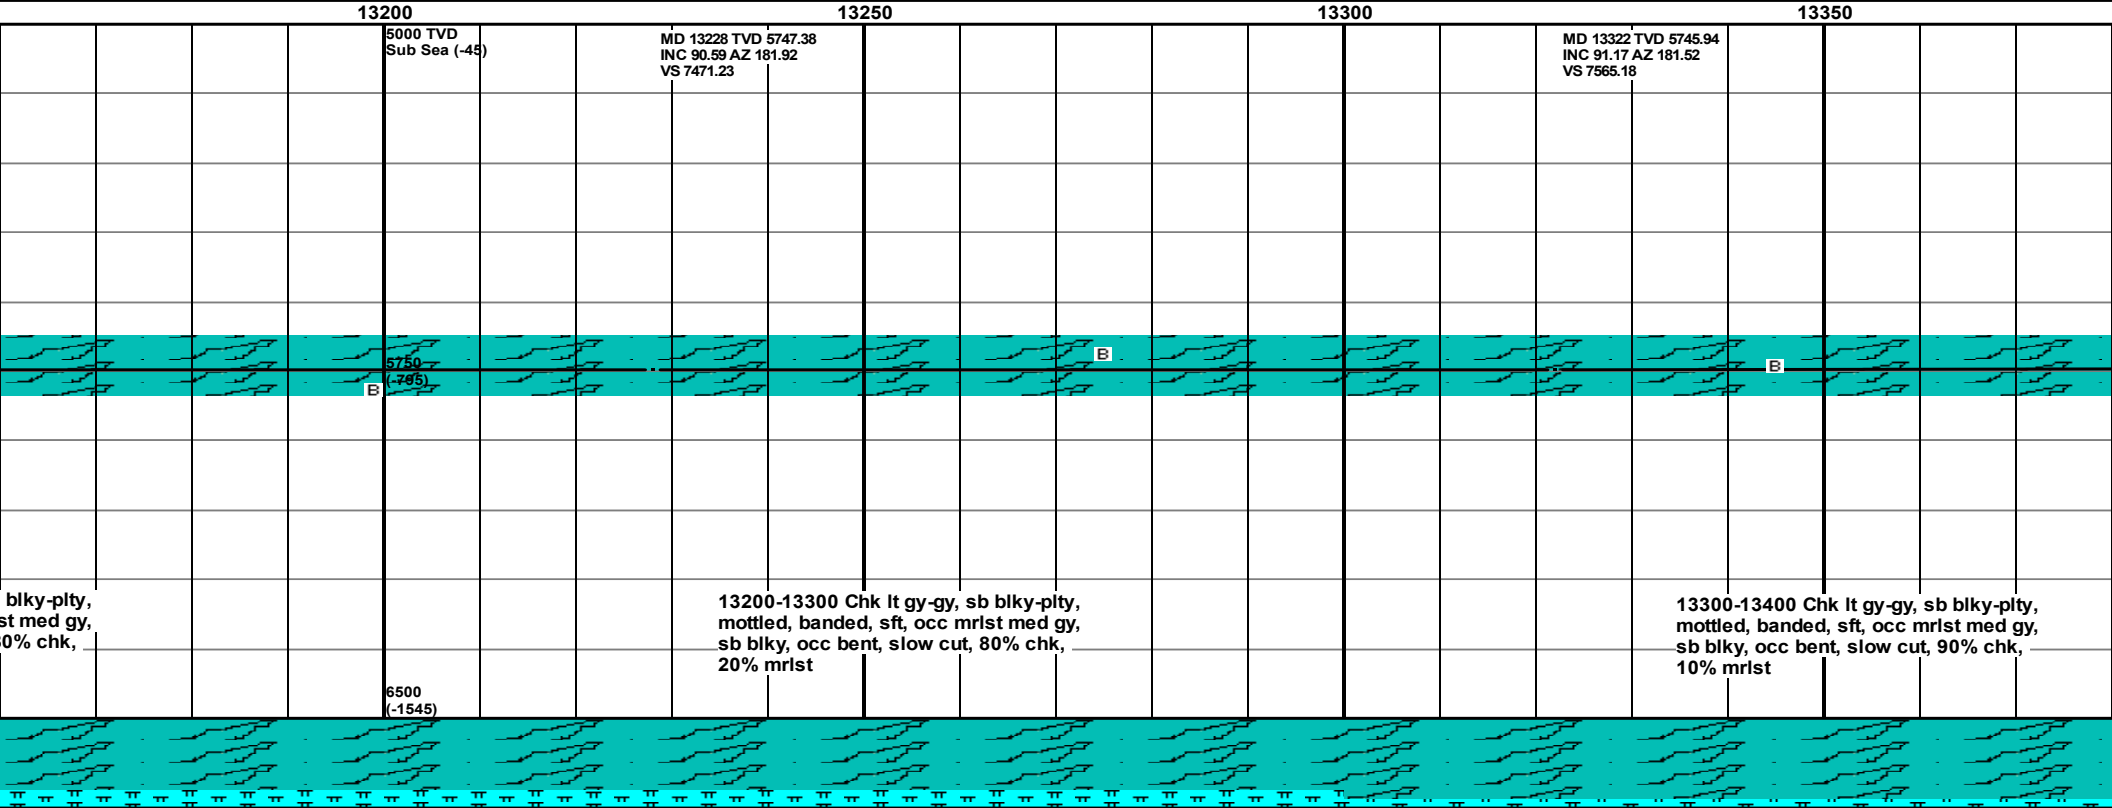 13200 13250 13300 13350
5000 TVD
Sub Sea (-45)
MD 13228 TVD 5747.38
INC 90.59 AZ 181.92
VS 7471.23
MD 13322 TVD 5745.94
INC 91.17 AZ 181.52
VS 7565.18
B
B
5750
(-795)
B
blky-plty,
st med gy,
0% chk,
13200-13300 Chk lt gy-gy, sb blky-plty,
mottled, banded, sft, occ mrlst med gy,
sb blky, occ bent, slow cut, 80% chk,
20% mrlst
13300-13400 Chk lt gy-gy, sb blky-plty,
mottled, banded, sft, occ mrlst med gy,
sb blky, occ bent, slow cut, 90% chk,
10% mrlst
6500
(-1545)